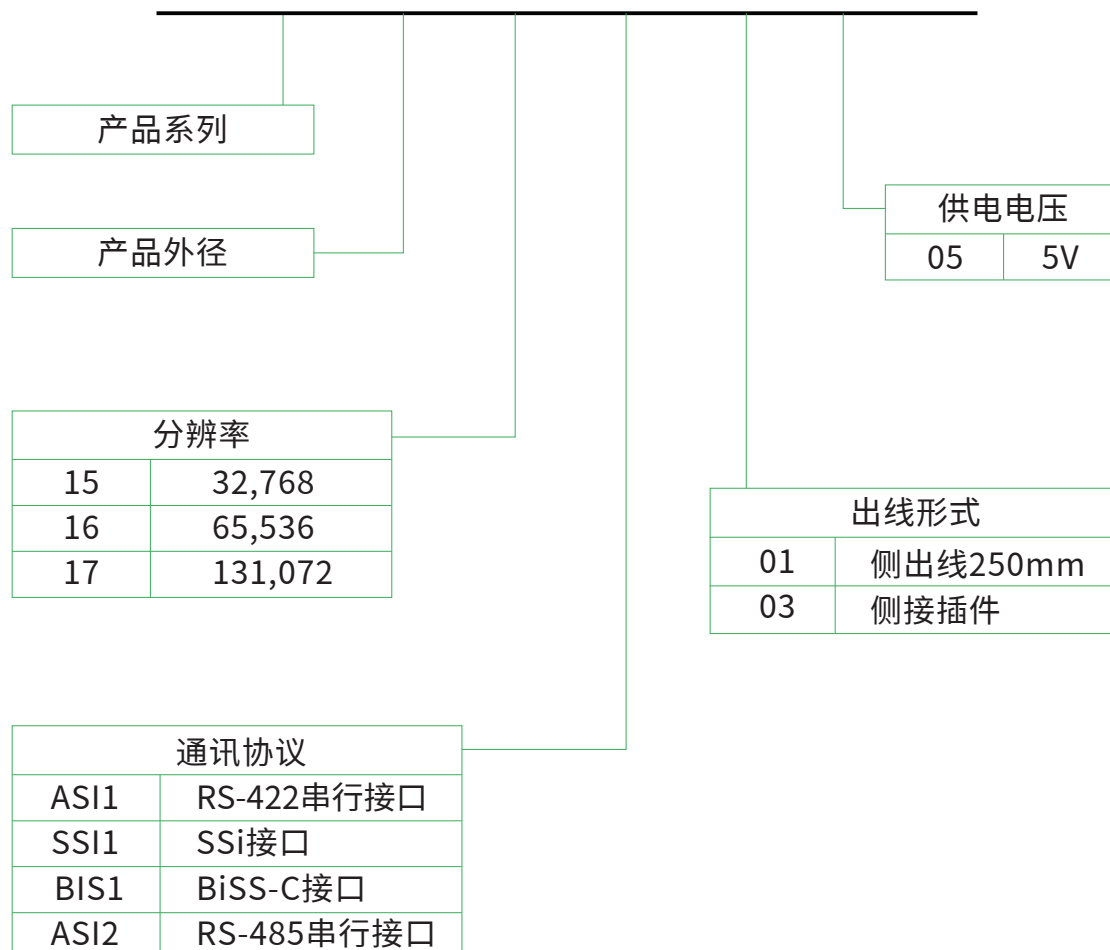 产品系列
产品外径
供电电压
05 5V
分辨率
15 32,768
16 65,536
17 131,072
出线形式
01 侧出线250mm
03 侧接插件
通讯协议
ASI1 RS-422串行接口
SSI1 SSi接口
BIS1 BiSS-C接口
ASI2 RS-485串行接口